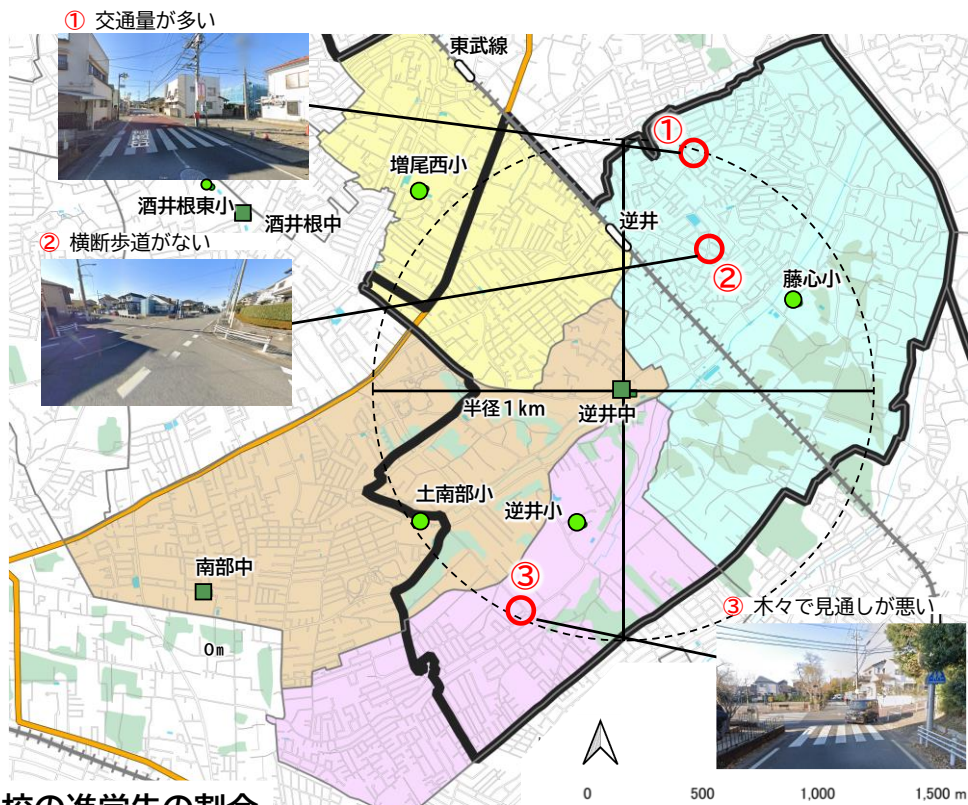 ① 交通量が多い
東武線
①
増尾西小
酒井根東小
酒井根中
逆井
② 横断歩道がない
②
藤心小
半径1km
逆井中
土南部小
逆井小
南部中
③
③ 木々で見通しが悪い
0m
0 500 1,000 1,500 m
校の進学生の割合